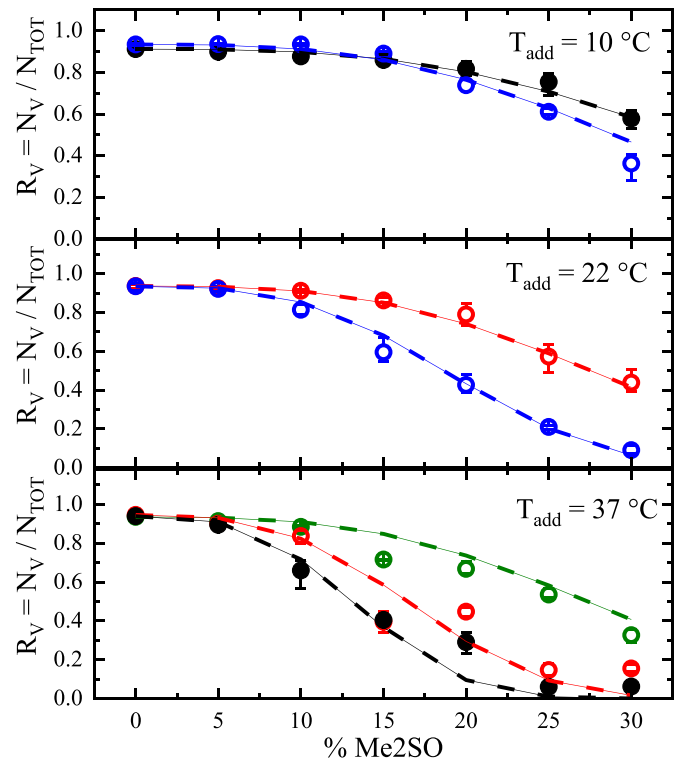 R_V = N_V / N_TOT
1.0
0.8
0.6
0.4
0.2
0.0
T_add = 10 °C
R_V = N_V / N_TOT
1.0
0.8
0.6
0.4
0.2
0.0
T_add = 22 °C
R_V = N_V / N_TOT
1.0
0.8
0.6
0.4
0.2
0.0
T_add = 37 °C
0 5 10 15 20 25 30
% Me2SO